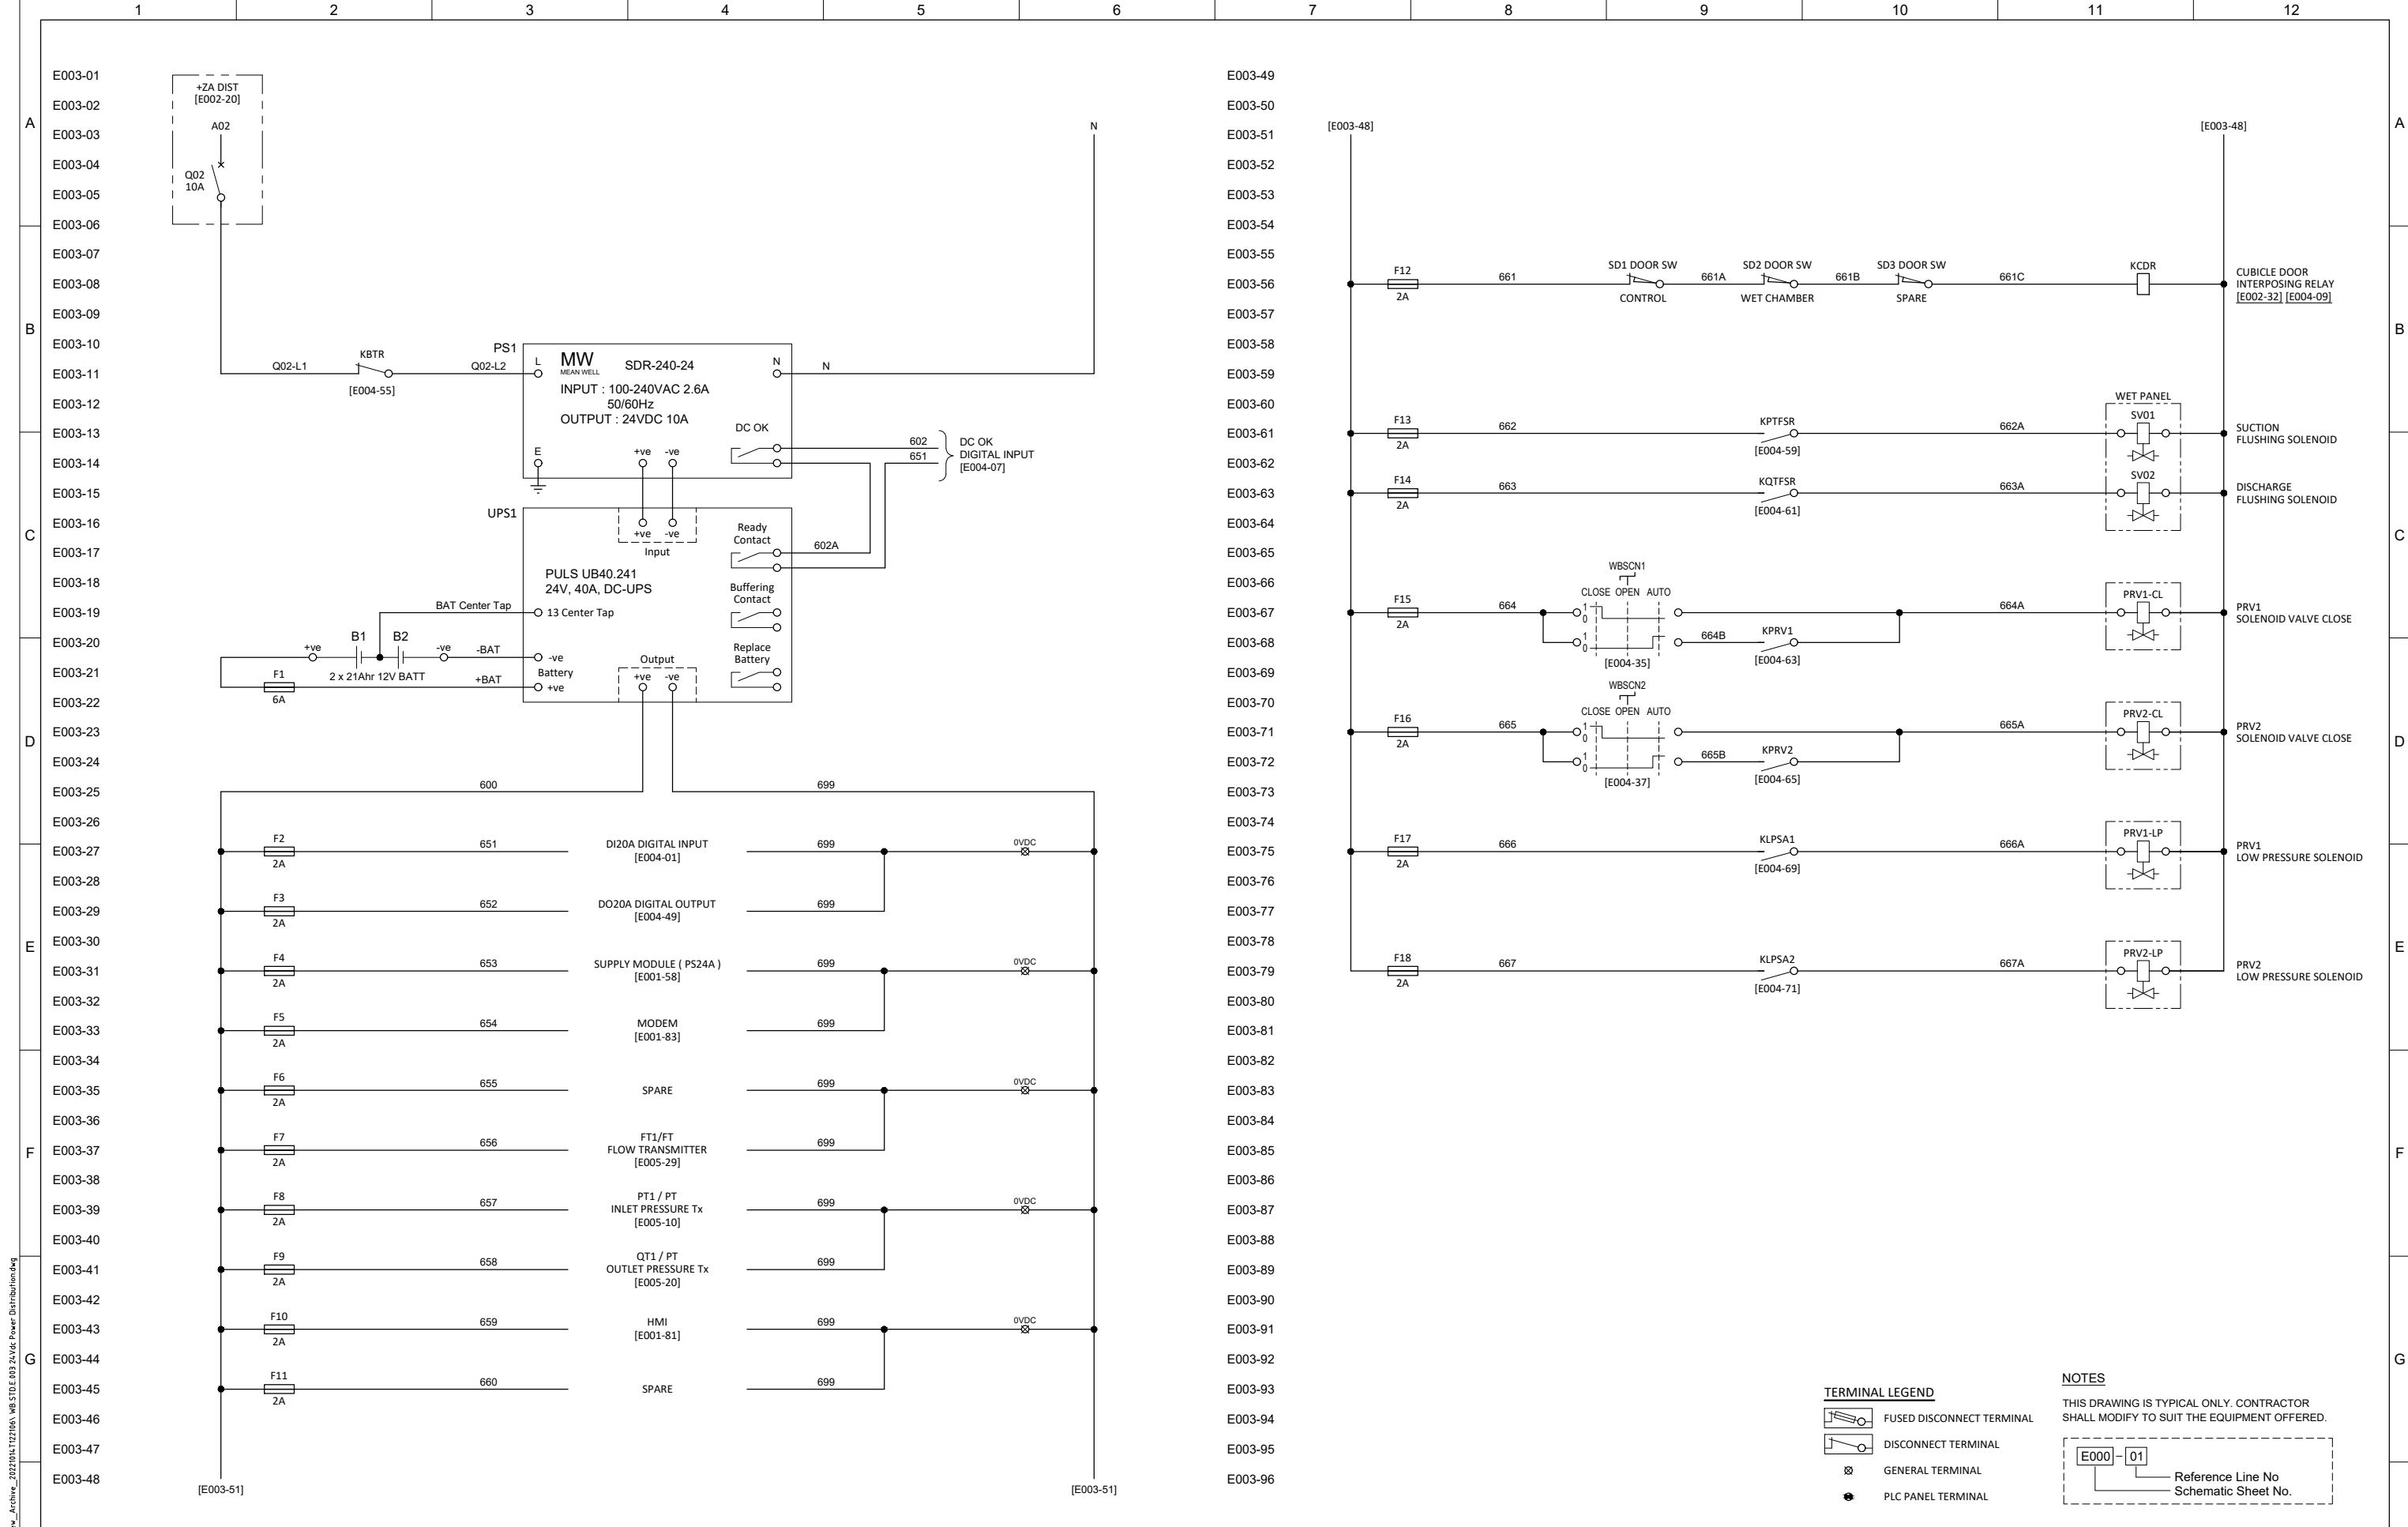 1 2 3 4 5 6 7 8 9 10 11 12
A
B
C
D
E
F
G
A
B
C
D
E
F
G
E003-01
E003-02
E003-03
E003-04
E003-05
E003-06
E003-07
E003-08
E003-09
E003-10
E003-11
E003-12
E003-13
E003-14
E003-15
E003-16
E003-17
E003-18
E003-19
E003-20
E003-21
E003-22
E003-23
E003-24
E003-25
E003-26
E003-27
E003-28
E003-29
E003-30
E003-31
E003-32
E003-33
E003-34
E003-35
E003-36
E003-37
E003-38
E003-39
E003-40
E003-41
E003-42
E003-43
E003-44
E003-45
E003-46
E003-47
E003-48
+ZA DIST
[E002-20]
A02
Q02
10A
N
Q02-L1
KBTR
[E004-55]
Q02-L2
PS1
L
MW
MEAN WELL
SDR-240-24
N
N
INPUT : 100-240VAC 2.6A
50/60Hz
OUTPUT : 24VDC 10A
DC OK
E
+ve -ve
602
651
DC OK
DIGITAL INPUT
[E004-07]
UPS1
+ve -ve
Input
Ready
Contact
602A
PULS UB40.241
24V, 40A, DC-UPS
Buffering
Contact
BAT Center Tap
13 Center Tap
Replace
Battery
+ve
B1
B2
-ve
-BAT
-ve
Battery
+ve
2 x 21Ahr 12V BATT
+BAT
F1
6A
Output
+ve -ve
600
699
F2
2A
651
DI20A DIGITAL INPUT
[E004-01]
699
0VDC
F3
2A
652
DO20A DIGITAL OUTPUT
[E004-49]
699
F4
2A
653
SUPPLY MODULE ( PS24A )
[E001-58]
699
0VDC
F5
2A
654
MODEM
[E001-83]
699
F6
2A
655
SPARE
699
0VDC
F7
2A
656
FT1/FT
FLOW TRANSMITTER
[E005-29]
699
F8
2A
657
PT1 / PT
INLET PRESSURE Tx
[E005-10]
699
0VDC
F9
2A
658
QT1 / PT
OUTLET PRESSURE Tx
[E005-20]
699
F10
2A
659
HMI
[E001-81]
699
0VDC
F11
2A
660
SPARE
699
[E003-51]
[E003-51]
E003-49
E003-50
E003-51
E003-52
E003-53
E003-54
E003-55
E003-56
E003-57
E003-58
E003-59
E003-60
E003-61
E003-62
E003-63
E003-64
E003-65
E003-66
E003-67
E003-68
E003-69
E003-70
E003-71
E003-72
E003-73
E003-74
E003-75
E003-76
E003-77
E003-78
E003-79
E003-80
E003-81
E003-82
E003-83
E003-84
E003-85
E003-86
E003-87
E003-88
E003-89
E003-90
E003-91
E003-92
E003-93
E003-94
E003-95
E003-96
[E003-48]
[E003-48]
F12
2A
661
SD1 DOOR SW
CONTROL
661A
SD2 DOOR SW
WET CHAMBER
661B
SD3 DOOR SW
SPARE
661C
KCDR
CUBICLE DOOR
INTERPOSING RELAY
[E002-32] [E004-09]
WET PANEL
F13
2A
662
KPTFSR
[E004-59]
662A
SV01
SUCTION
FLUSHING SOLENOID
F14
2A
663
KQTFSR
[E004-61]
663A
SV02
DISCHARGE
FLUSHING SOLENOID
WBSCN1
CLOSE OPEN AUTO
F15
2A
664
1
0
1
0
[E004-35]
664B
KPRV1
[E004-63]
664A
PRV1-CL
PRV1
SOLENOID VALVE CLOSE
WBSCN2
CLOSE OPEN AUTO
F16
2A
665
1
0
1
0
[E004-37]
665B
KPRV2
[E004-65]
665A
PRV2-CL
PRV2
SOLENOID VALVE CLOSE
F17
2A
666
KLPSA1
[E004-69]
666A
PRV1-LP
PRV1
LOW PRESSURE SOLENOID
F18
2A
667
KLPSA2
[E004-71]
667A
PRV2-LP
PRV2
LOW PRESSURE SOLENOID
TERMINAL LEGEND
FUSED DISCONNECT TERMINAL
DISCONNECT TERMINAL
GENERAL TERMINAL
PLC PANEL TERMINAL
NOTES
THIS DRAWING IS TYPICAL ONLY. CONTRACTOR
SHALL MODIFY TO SUIT THE EQUIPMENT OFFERED.
E000 - 01
Reference Line No
Schematic Sheet No.
WB.STD.E.003 24Vdc Power Distribution.dwg